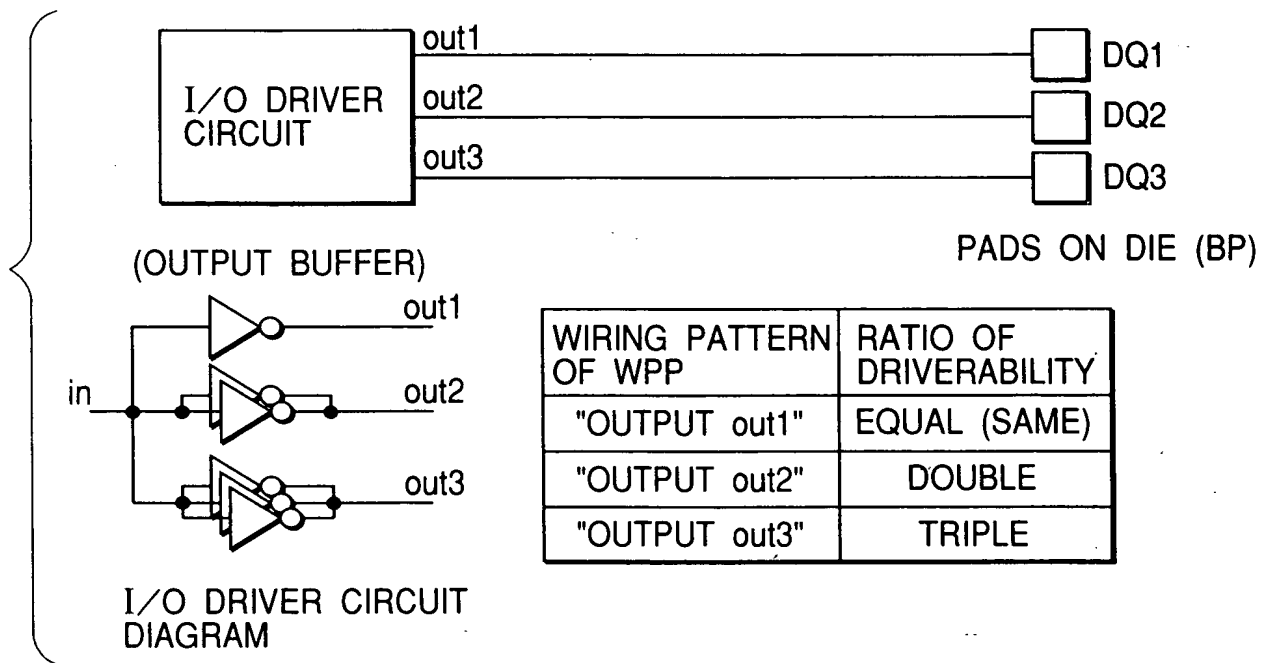 out1
I/O DRIVER
CIRCUIT
out2
out3
DQ1
DQ2
DQ3
PADS ON DIE (BP)
(OUTPUT BUFFER)
in
out1
out2
out3
I/O DRIVER CIRCUIT
DIAGRAM
WIRING PATTERN OF WPP
RATIO OF DRIVERABILITY
"OUTPUT out1" EQUAL (SAME)
"OUTPUT out2" DOUBLE
"OUTPUT out3" TRIPLE